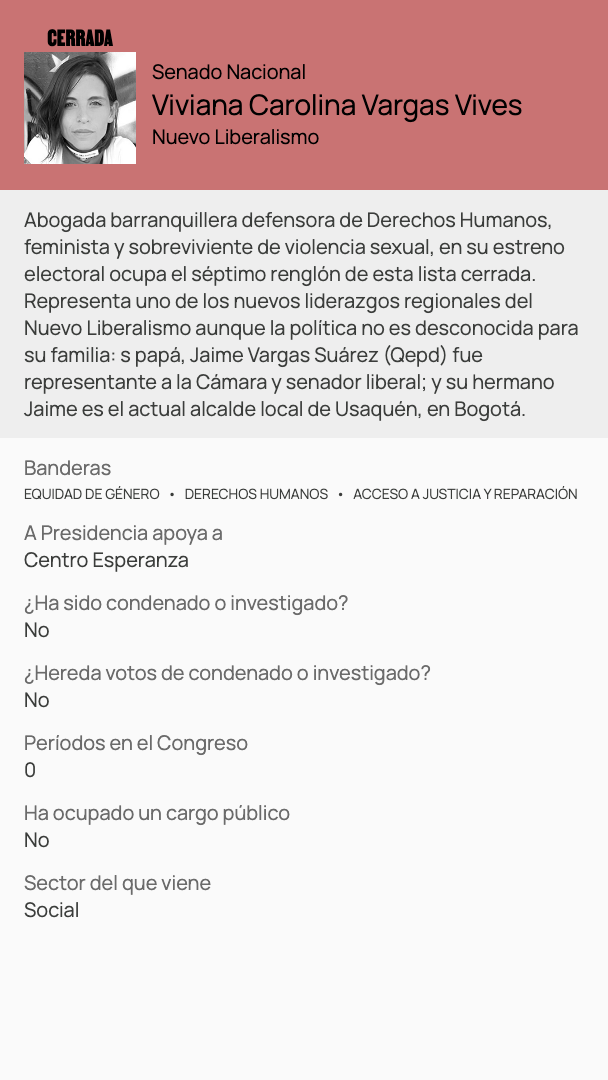 CERRADA
Senado Nacional
Viviana Carolina Vargas Vives
Nuevo Liberalismo
Abogada barranquillera defensora de Derechos Humanos,
feminista y sobreviviente de violencia sexual, en su estreno
electoral ocupa el séptimo renglón de esta lista cerrada.
Representa uno de los nuevos liderazgos regionales del
Nuevo Liberalismo aunque la política no es desconocida para
su familia: s papá, Jaime Vargas Suárez (Qepd) fue
representante a la Cámara y senador liberal; y su hermano
Jaime es el actual alcalde local de Usaquén, en Bogotá.
Banderas
EQUIDAD DE GÉNERO • DERECHOS HUMANOS • ACCESO A JUSTICIA Y REPARACIÓN
A Presidencia apoya a
Centro Esperanza
¿Ha sido condenado o investigado?
No
¿Hereda votos de condenado o investigado?
No
Períodos en el Congreso
0
Ha ocupado un cargo público
No
Sector del que viene
Social